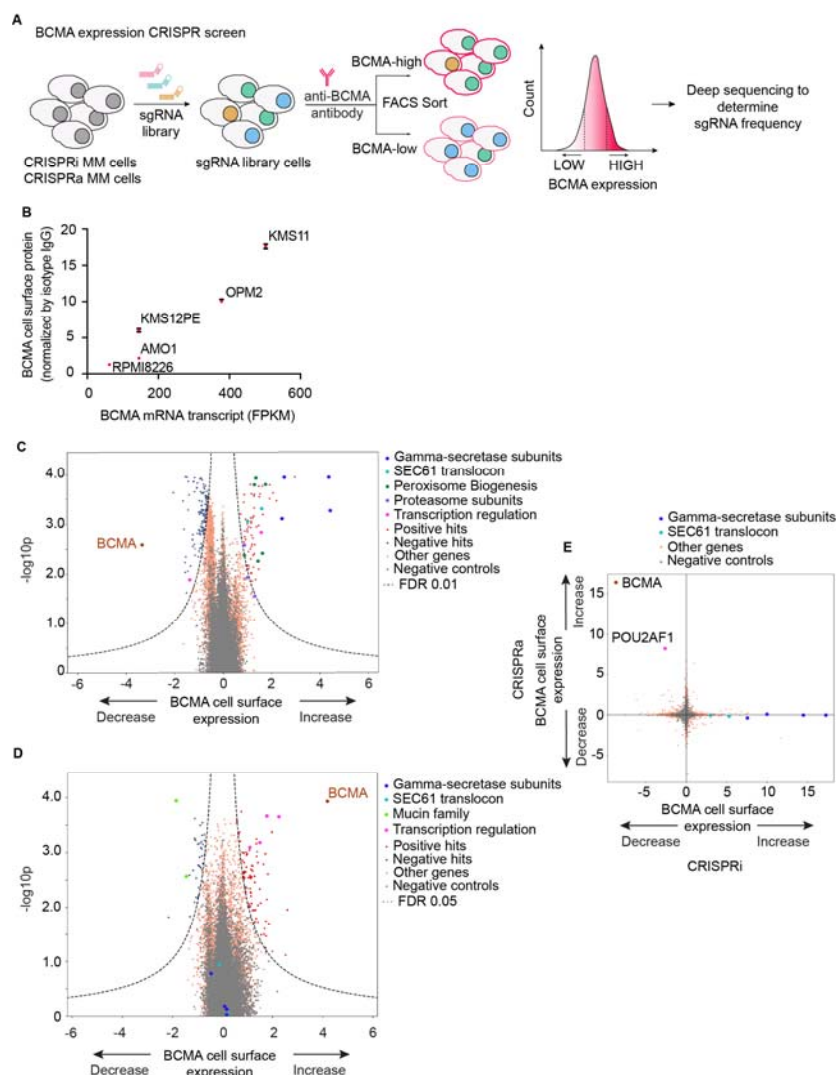 A
BCMA expression CRISPR screen
CRISPRi MM cells
CRISPRa MM cells
sgRNA
library
sgRNA library cells
anti-BCMA
antibody
BCMA-high
FACS Sort
BCMA-low
Count
LOW
HIGH
BCMA expression
Deep sequencing to
determine
sgRNA frequency
B
BCMA cell surface protein
(normalized by isotype IgG)
20
15
10
5
0
KMS11
OPM2
KMS12PE
AMO1
RPMI8226
0
200
400
600
BCMA mRNA transcript (FPKM)
C
-log10p
4.0
3.0
2.0
1.0
0
BCMA
-6
-4
-2
0
2
4
6
BCMA cell surface
expression
Decrease
Increase
Gamma-secretase subunits
SEC61 translocon
Peroxisome Biogenesis
Proteasome subunits
Transcription regulation
Positive hits
Negative hits
Other genes
Negative controls
FDR 0.01
D
-log10p
4.0
3.0
2.0
1.0
0
BCMA
-6
-4
-2
0
2
4
6
BCMA cell surface
expression
Decrease
Increase
Gamma-secretase subunits
SEC61 translocon
Mucin family
Transcription regulation
Positive hits
Negative hits
Other genes
Negative controls
FDR 0.05
E
Gamma-secretase subunits
SEC61 translocon
Other genes
Negative controls
CRISPRa
BCMA cell surface
expression
Increase
Decrease
15
10
5
0
-5
BCMA
POU2AF1
-5
0
5
10
15
BCMA cell surface
expression
Decrease
Increase
CRISPRi